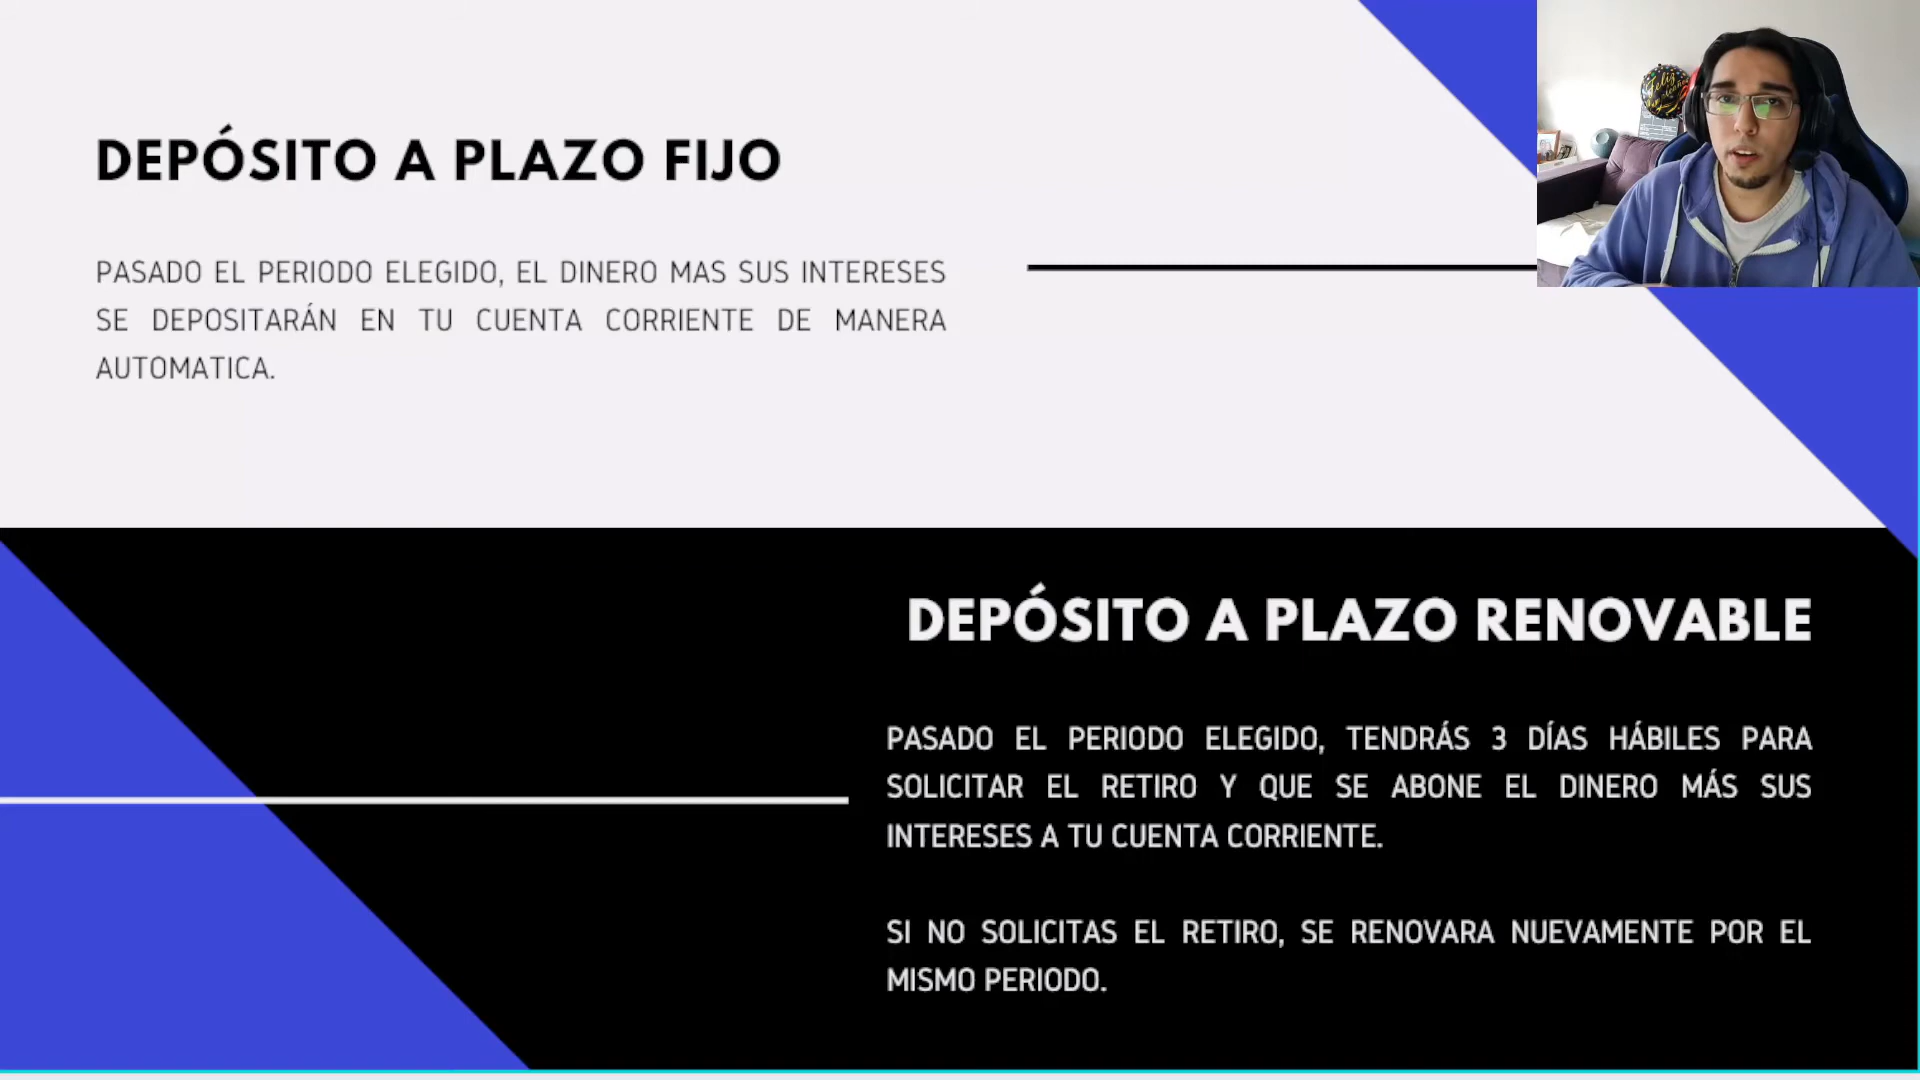 DEPÓSITO A PLAZO FIJO
PASADO EL PERIODO ELEGIDO, EL DINERO MAS SUS INTERESES
SE DEPOSITARÁN EN TU CUENTA CORRIENTE DE MANERA
AUTOMATICA.
Feliz
DEPÓSITO A PLAZO RENOVABLE
PASADO EL PERIODO ELEGIDO, TENDRÁS 3 DÍAS HÁBILES PARA
SOLICITAR EL RETIRO Y QUE SE ABONE EL DINERO MÁS SUS
INTERESES A TU CUENTA CORRIENTE.
SI NO SOLICITAS EL RETIRO, SE RENOVARA NUEVAMENTE POR EL
MISMO PERIODO.